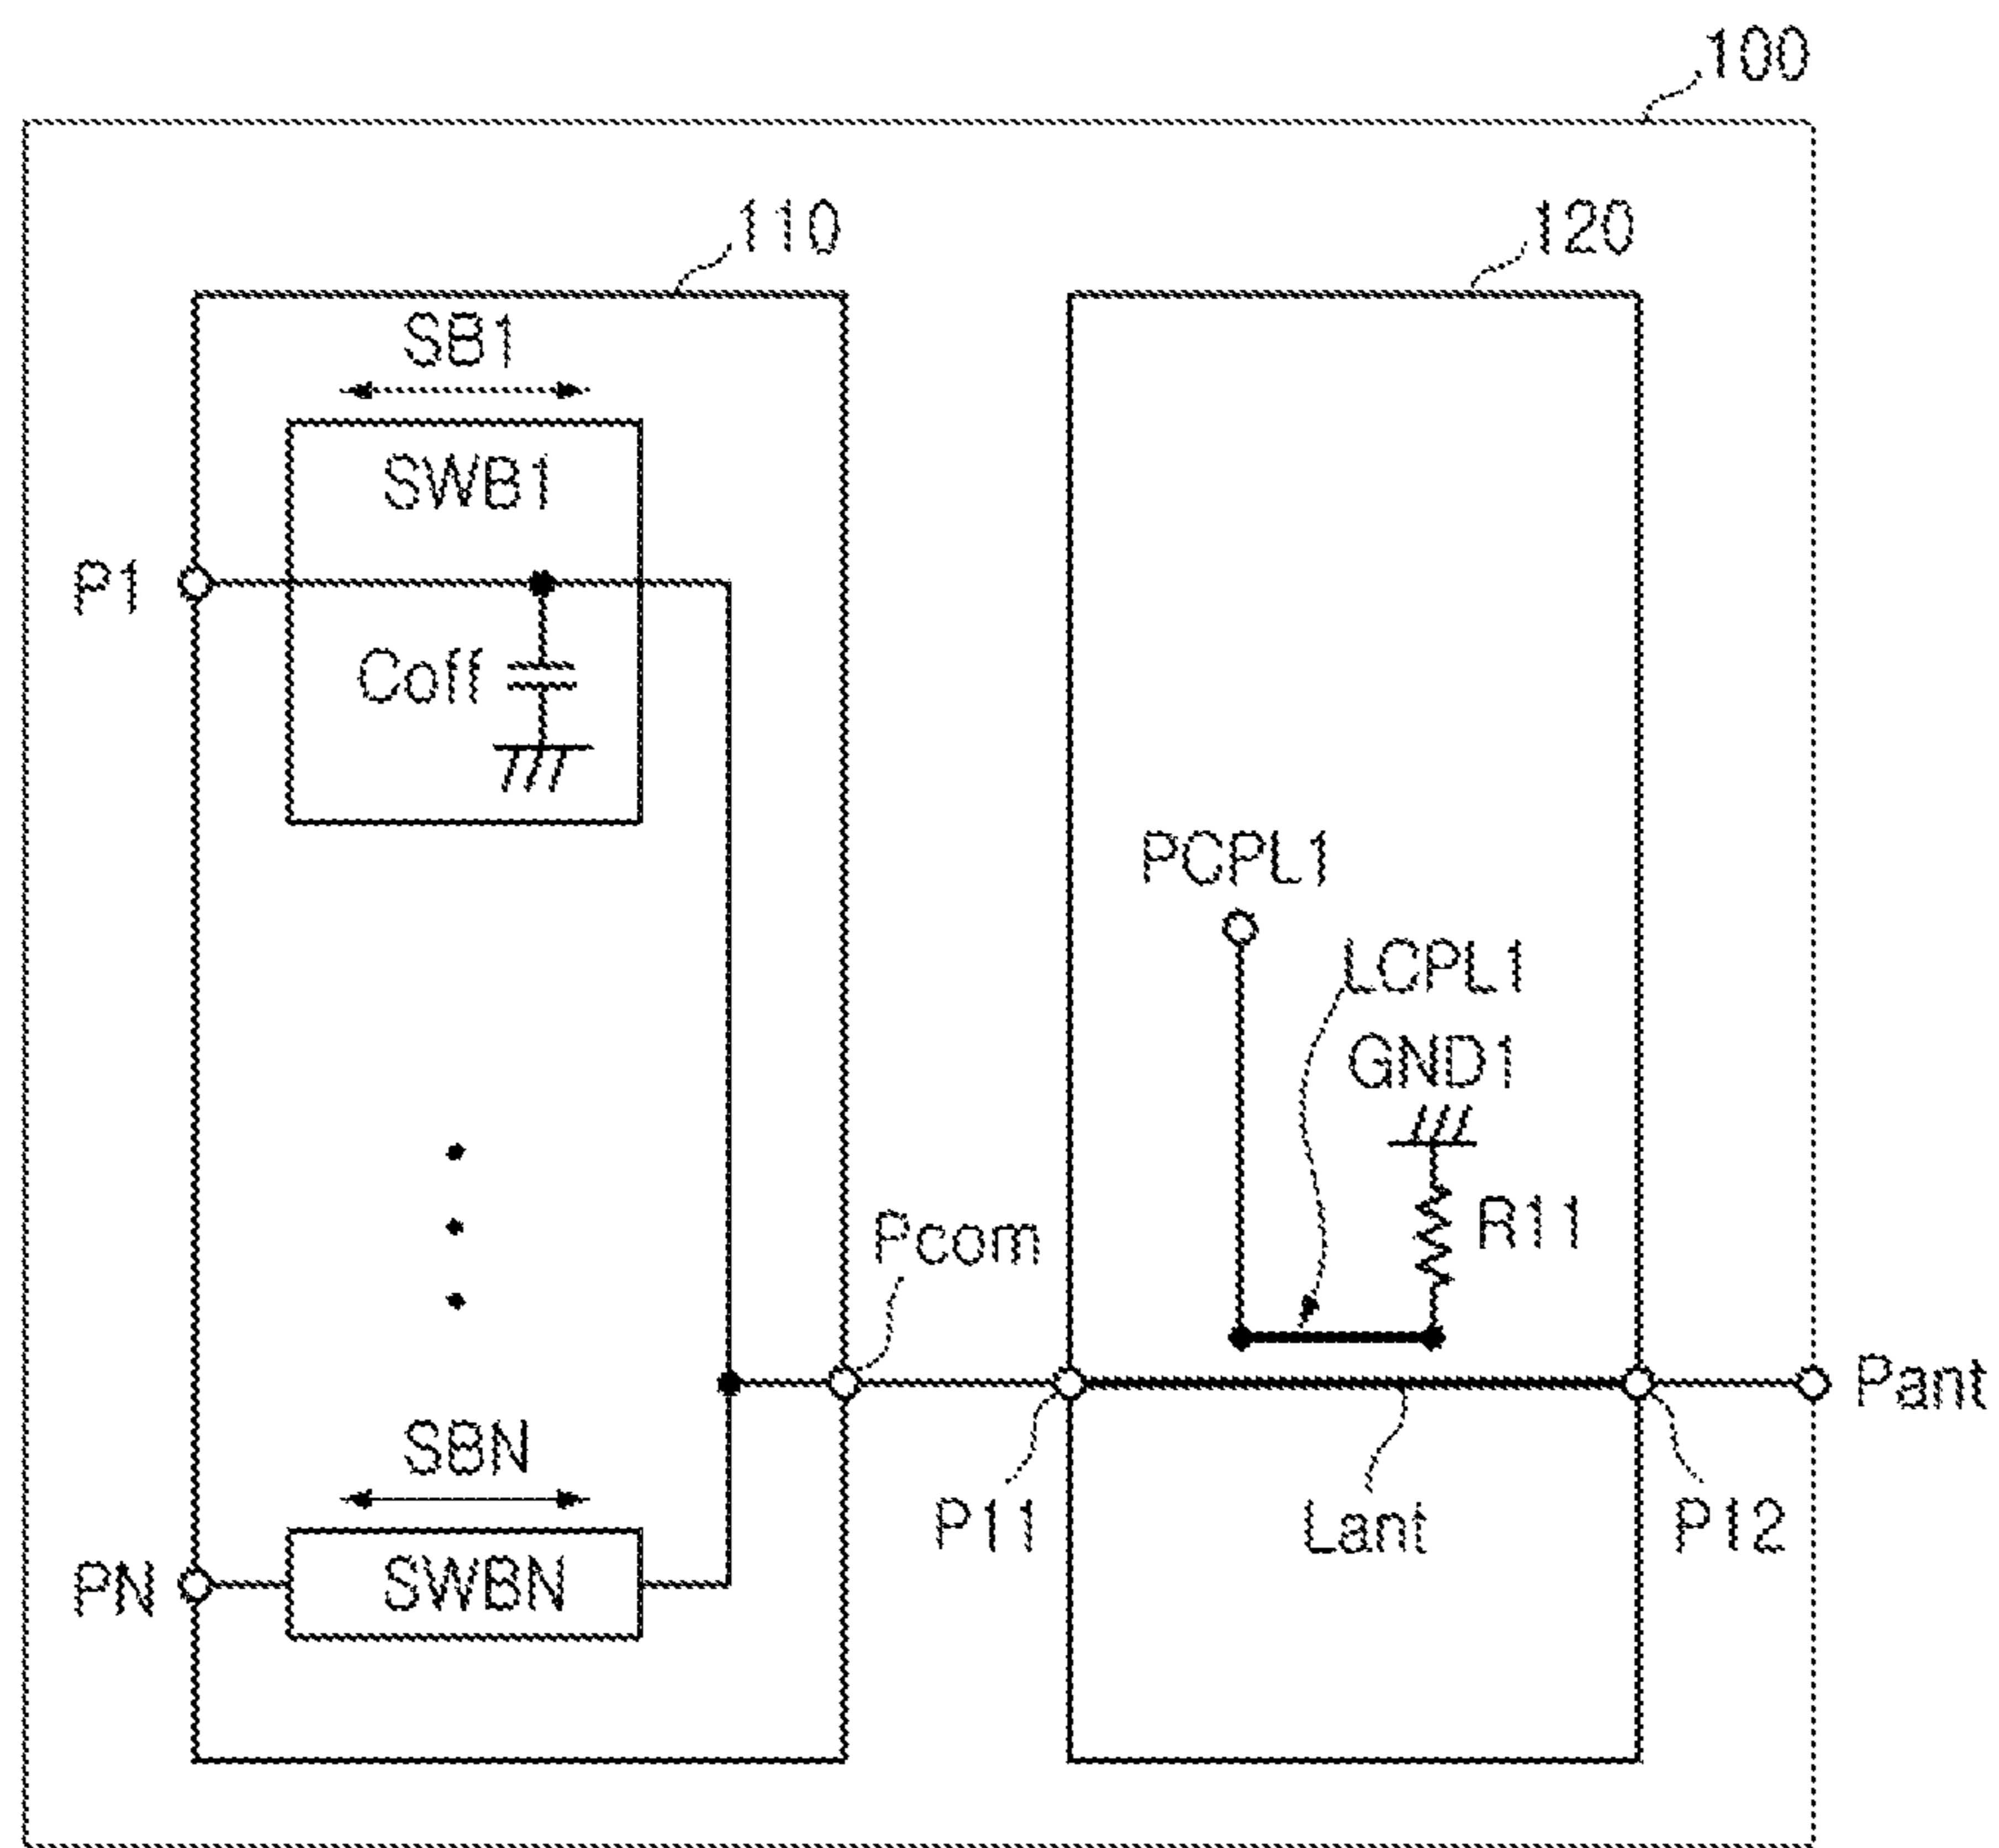 100
110
120
SB1
SWB1
P1
Coff
PCPL1
LCPL1
GND1
R11
Pcom
Pant
SBN
P11
Lant
P12
PN
SWBN